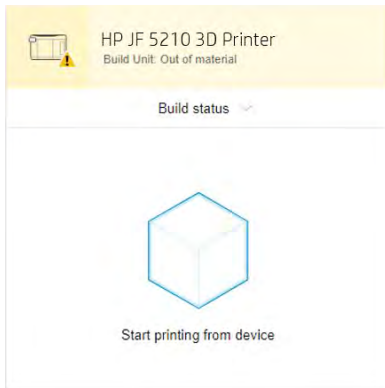 HP JF 5210 3D Printer
Build Unit: Out of material
Build status
Start printing from device